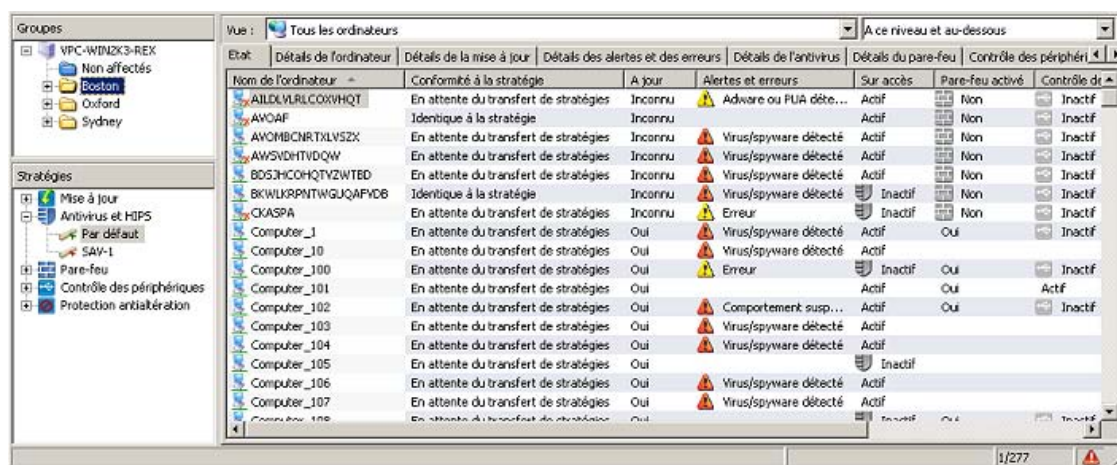 Groupes
VPC-WIN2K3-REX
Non affectés
Boston
Oxford
Sydney
Stratégies
Mise à jour
Antivirus et HIPS
Par défaut
SAV-1
Pare-feu
Contrôle des périphériques
Protection antialtération
Vue : Tous les ordinateurs A ce niveau et au-dessous
Etat Détails de l'ordinateur Détails de la mise à jour Détails des alertes et des erreurs Détails de l'antivirus Détails du pare-feu Contrôle des périphéri
Nom de l'ordinateur Conformité à la stratégie A jour Alertes et erreurs Sur accès Pare-feu activé Contrôle de
AILDLVLRLCOXVHQT En attente du transfert de stratégies Inconnu Adware ou PUA déte... Actif Non Inactif
AVOAF Identique à la stratégie Inconnu Actif Non Inactif
AVOMBCNRTXLVSZX En attente du transfert de stratégies Inconnu Virus/spyware détecté Actif Non Inactif
AWSVDHTVDQW En attente du transfert de stratégies Inconnu Virus/spyware détecté Actif Non Inactif
BDSJHCOHQTVZWTBD En attente du transfert de stratégies Inconnu Virus/spyware détecté Actif Non Inactif
BKWLKRPNTWGUQAFVDB Identique à la stratégie Inconnu Virus/spyware détecté Inactif Non Inactif
CKASPA En attente du transfert de stratégies Inconnu Erreur Inactif Non Inactif
Computer_1 En attente du transfert de stratégies Oui Virus/spyware détecté Actif Oui Inactif
Computer_10 En attente du transfert de stratégies Oui Virus/spyware détecté Actif
Computer_100 En attente du transfert de stratégies Oui Erreur Inactif Oui Inactif
Computer_101 En attente du transfert de stratégies Oui Actif Oui Actif
Computer_102 En attente du transfert de stratégies Oui Comportement susp... Actif Oui Inactif
Computer_103 En attente du transfert de stratégies Oui Virus/spyware détecté Actif
Computer_104 En attente du transfert de stratégies Oui Virus/spyware détecté Actif
Computer_105 En attente du transfert de stratégies Oui Inactif
Computer_106 En attente du transfert de stratégies Oui Virus/spyware détecté Actif
Computer_107 En attente du transfert de stratégies Oui Virus/spyware détecté Actif
Computer_108 En attente du transfert de stratégies Oui Inactif Oui Inactif
1/277